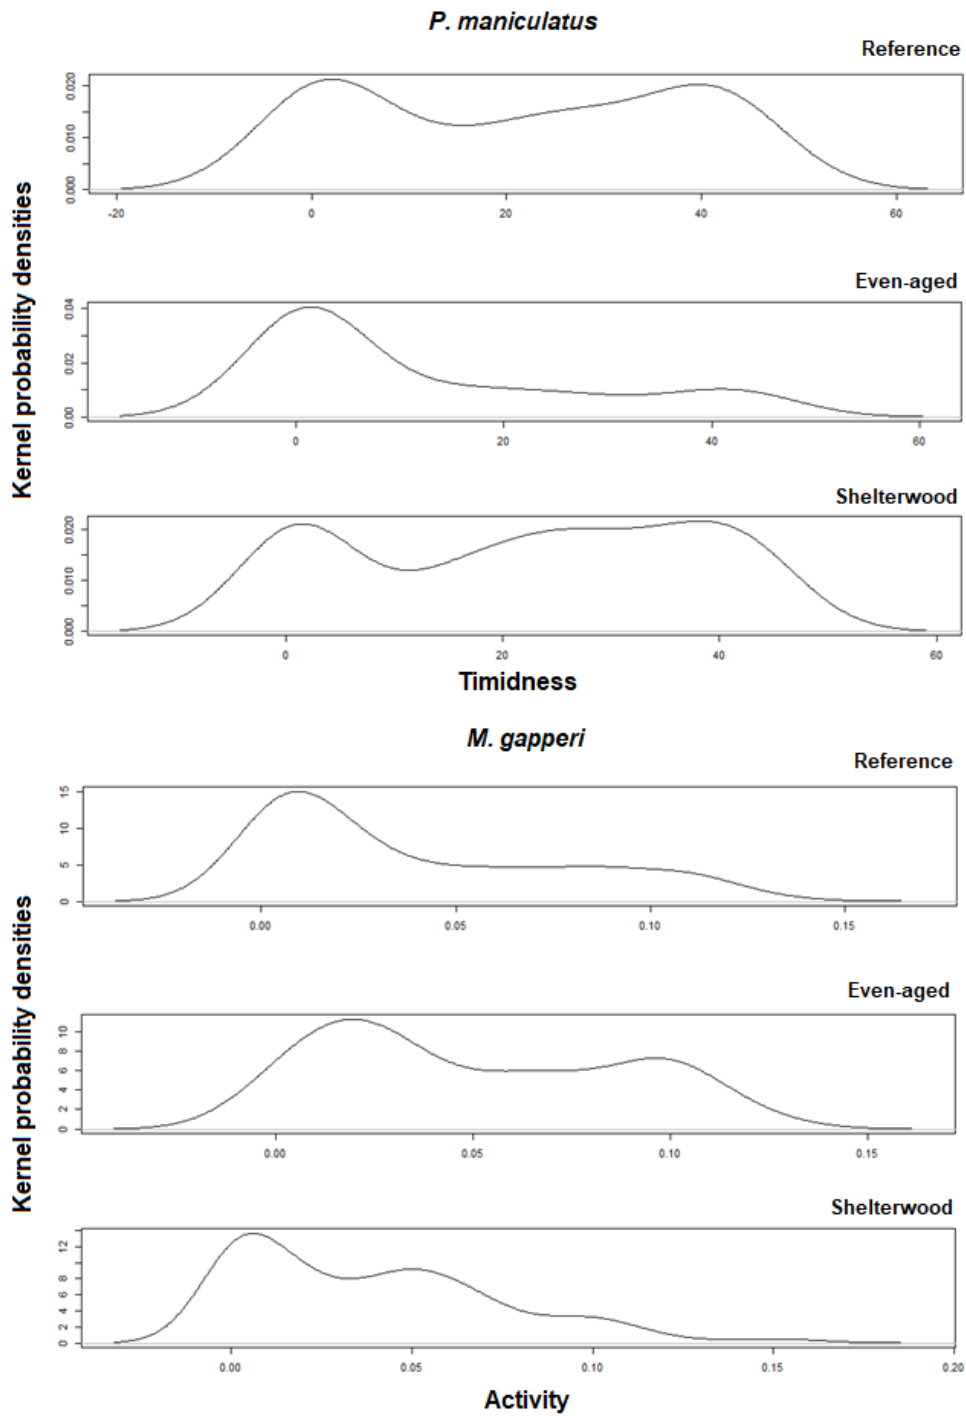 P. maniculatus
Reference
Kernel probability densities
0.000 0.010 0.020
-20 0 20 40 60
Even-aged
0.00 0.02 0.04
0 20 40 60
Shelterwood
0.000 0.010 0.020
0 20 40 60
Timidness
M. gapperi
Reference
Kernel probability densities
0 5 10 15
0.00 0.05 0.10 0.15
Even-aged
0 2 4 6 8 10
0.00 0.05 0.10 0.15
Shelterwood
0 2 4 6 8 12
0.00 0.05 0.10 0.15 0.20
Activity